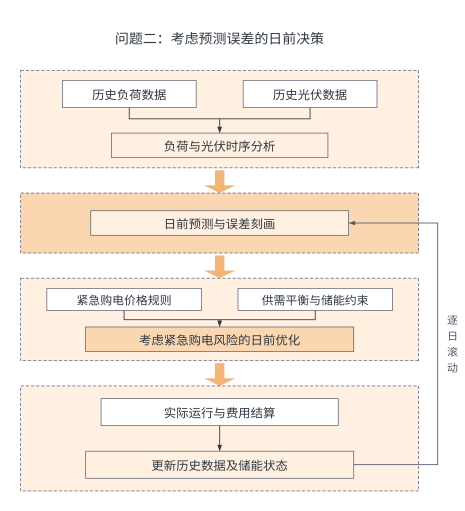 问题二：考虑预测误差的日前决策
历史负荷数据
历史光伏数据
负荷与光伏时序分析
日前预测与误差刻画
紧急购电价格规则
供需平衡与储能约束
考虑紧急购电风险的日前优化
实际运行与费用结算
更新历史数据及储能状态
逐
日
滚
动